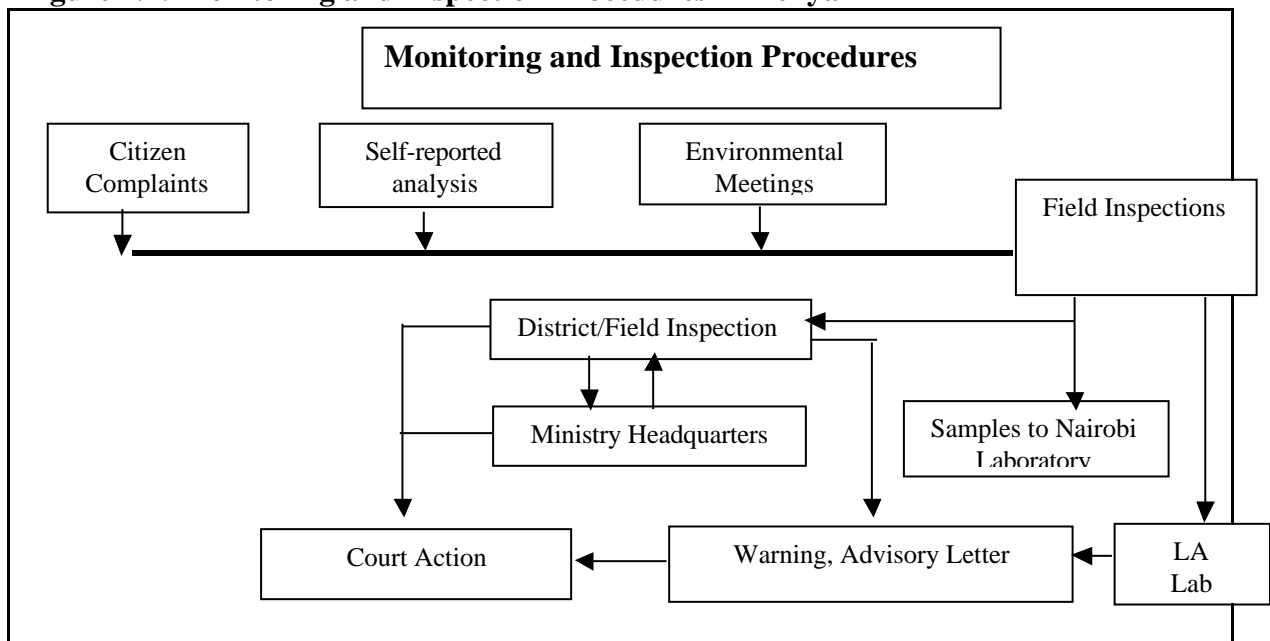 Monitoring and Inspection Procedures
Citizen
Complaints
Self-reported
analysis
Environmental
Meetings
Field Inspections
District/Field Inspection
Ministry Headquarters
Samples to Nairobi
Laboratory
Court Action
Warning, Advisory Letter
LA
Lab